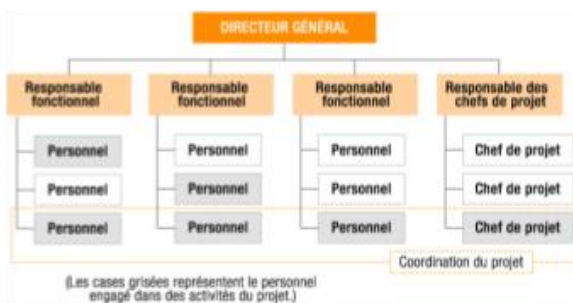 DIRECTEUR GÉNÉRAL
Responsable fonctionnel
Responsable fonctionnel
Responsable fonctionnel
Responsable des chefs de projet
Personnel
Personnel
Personnel
Chef de projet
Personnel
Personnel
Personnel
Chef de projet
Personnel
Personnel
Personnel
Chef de projet
Coordination du projet
(Les cases grisées représentent le personnel
engagé dans des activités du projet.)